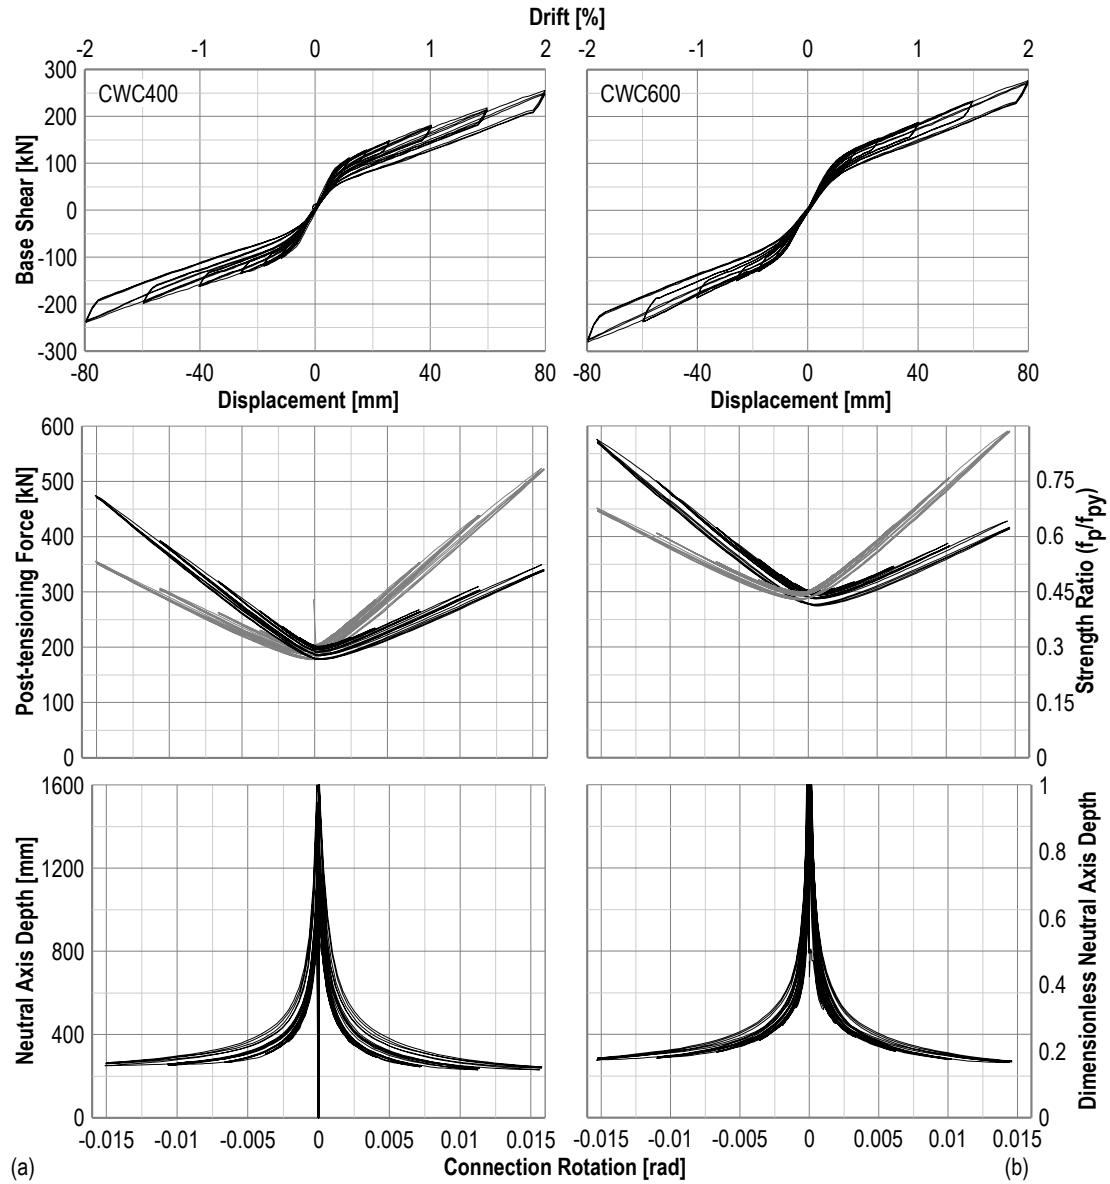 Drift [%]
-2 -1 0 1 2 -2 -1 0 1 2
CWC400
CWC600
Base Shear [kN]
300
200
100
0
-100
-200
-300
-80 -40 0 40 80 -80 -40 0 40 80
Displacement [mm] Displacement [mm]
Post-tensioning Force [kN]
600
500
400
300
200
100
0
0.75
0.6
0.45
0.3
0.15
0
Strength Ratio (fp/fpy)
Neutral Axis Depth [mm]
1600
1200
800
400
0
1
0.8
0.6
0.4
0.2
0
Dimensionless Neutral Axis Depth
-0.015 -0.01 -0.005 0 0.005 0.01 0.015 -0.015 -0.01 -0.005 0 0.005 0.01 0.015
(a) Connection Rotation [rad] (b)